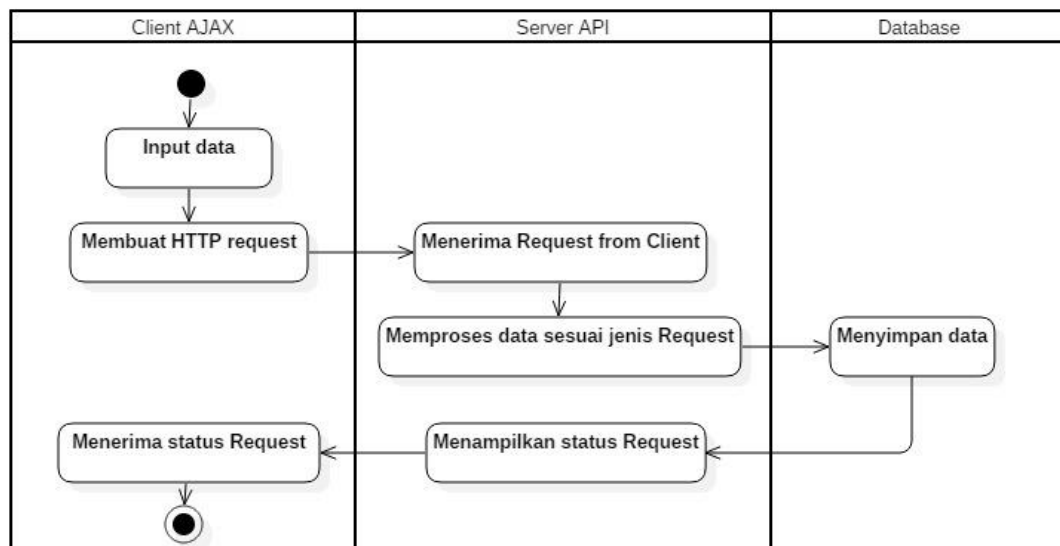 Client AJAX
Server API
Database
Input data
Membuat HTTP request
Menerima Request from Client
Memproses data sesuai jenis Request
Menyimpan data
Menerima status Request
Menampilkan status Request